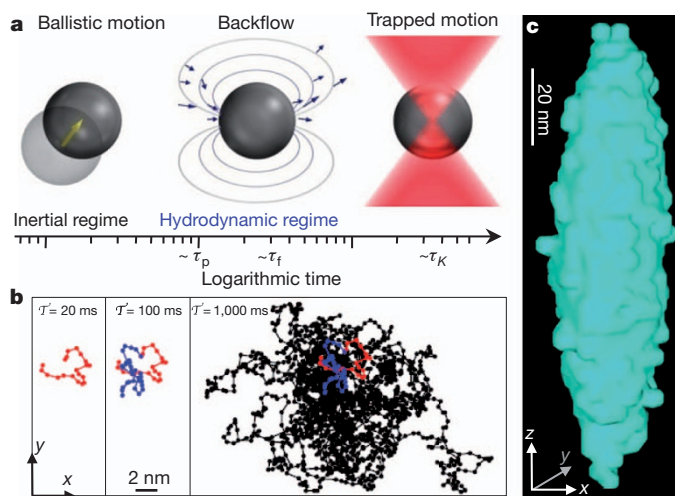 a
Ballistic motion
Backflow
Trapped motion
Inertial regime
Hydrodynamic regime
~ τp
~τf
~τK
Logarithmic time
b
𝒯 = 20 ms
𝒯 = 100 ms
𝒯 = 1,000 ms
y
x
2 nm
c
20 nm
z
y
x